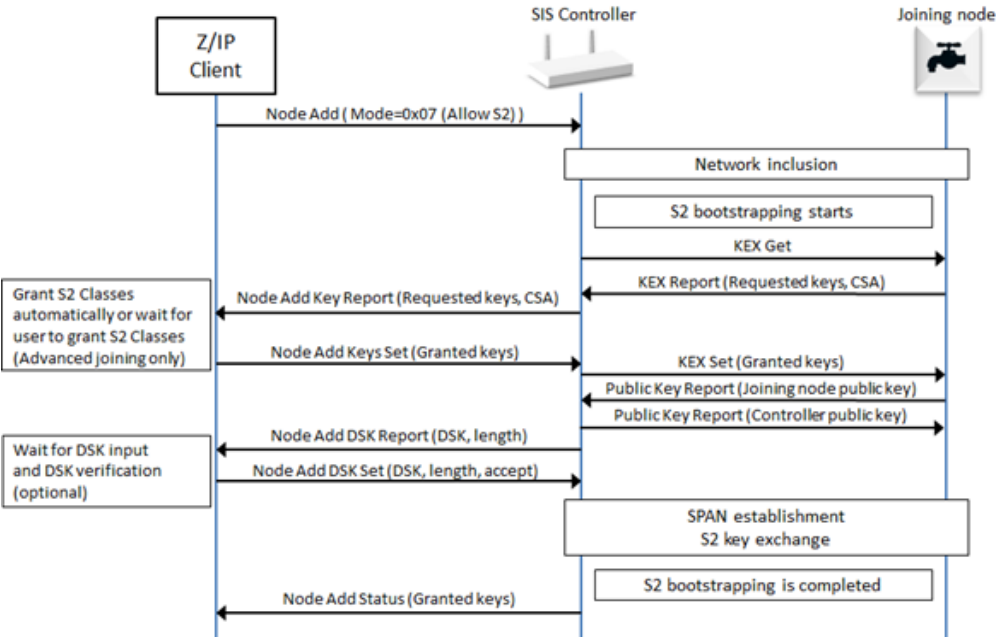 SIS Controller
Joining node
Z/IP
Client
Node Add ( Mode=0x07 (Allow S2) )
Network inclusion
S2 bootstrapping starts
KEX Get
KEX Report (Requested keys, CSA)
Grant S2 Classes
automatically or wait for
user to grant S2 Classes
(Advanced joining only)
Node Add Key Report (Requested keys, CSA)
Node Add Keys Set (Granted keys)
KEX Set (Granted keys)
Public Key Report (Joining node public key)
Public Key Report (Controller public key)
Node Add DSK Report (DSK, length)
Wait for DSK input
and DSK verification
(optional)
Node Add DSK Set (DSK, length, accept)
SPAN establishment
S2 key exchange
S2 bootstrapping is completed
Node Add Status (Granted keys)